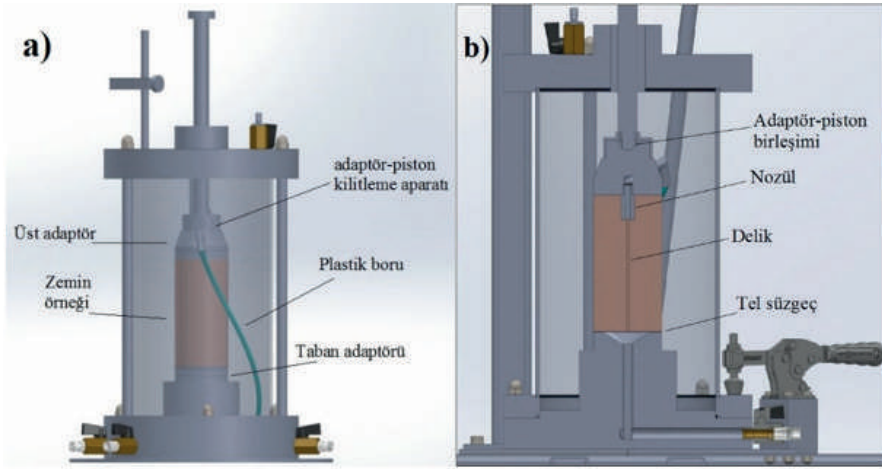 a)
adaptör-piston
kilitleme aparatı
Üst adaptör
Plastik boru
Zemin
örneği
Taban adaptörü
b)
Adaptör-piston
birleşimi
Nozül
Delik
Tel süzgeç